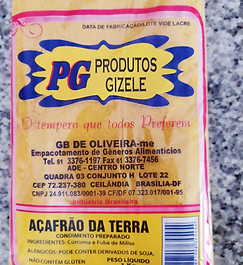 DATA DE FABRICAÇÃO/LOTE VIDE LACRE
PG PRODUTOS
GIZELE
O tempero que todos Preferem
GB DE OLIVEIRA-me
Empacotamento de Gêneros Alimentícios
Tel. 61 3376-1197 Fax 61 3376-7456
ADE - CENTRO NORTE
QUADRA 03 CONJUNTO H LOTE 22
CEP 72.237-380 CEILÂNDIA BRASÍLIA-DF
CNPJ 24.911.083/0001-39 CF/DF 07.323.017/001-95
Indústria Brasileira
AÇAFRÃO DA TERRA
CONDIMENTO PREPARADO
INGREDIENTES: Cúrcuma e Fubá de Milho
ALÉRGICOS: PODE CONTER DERIVADOS DE SOJA.
NÃO CONTÉM GLÚTEN
PESO LÍQUIDO